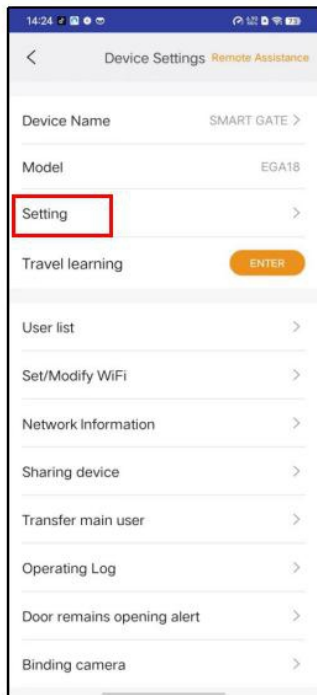 14:24
Device Settings Remote Assistance
Device Name SMART GATE >
Model EGA18
Setting >
Travel learning ENTER
User list >
Set/Modify WiFi >
Network Information >
Sharing device >
Transfer main user >
Operating Log >
Door remains opening alert >
Binding camera >